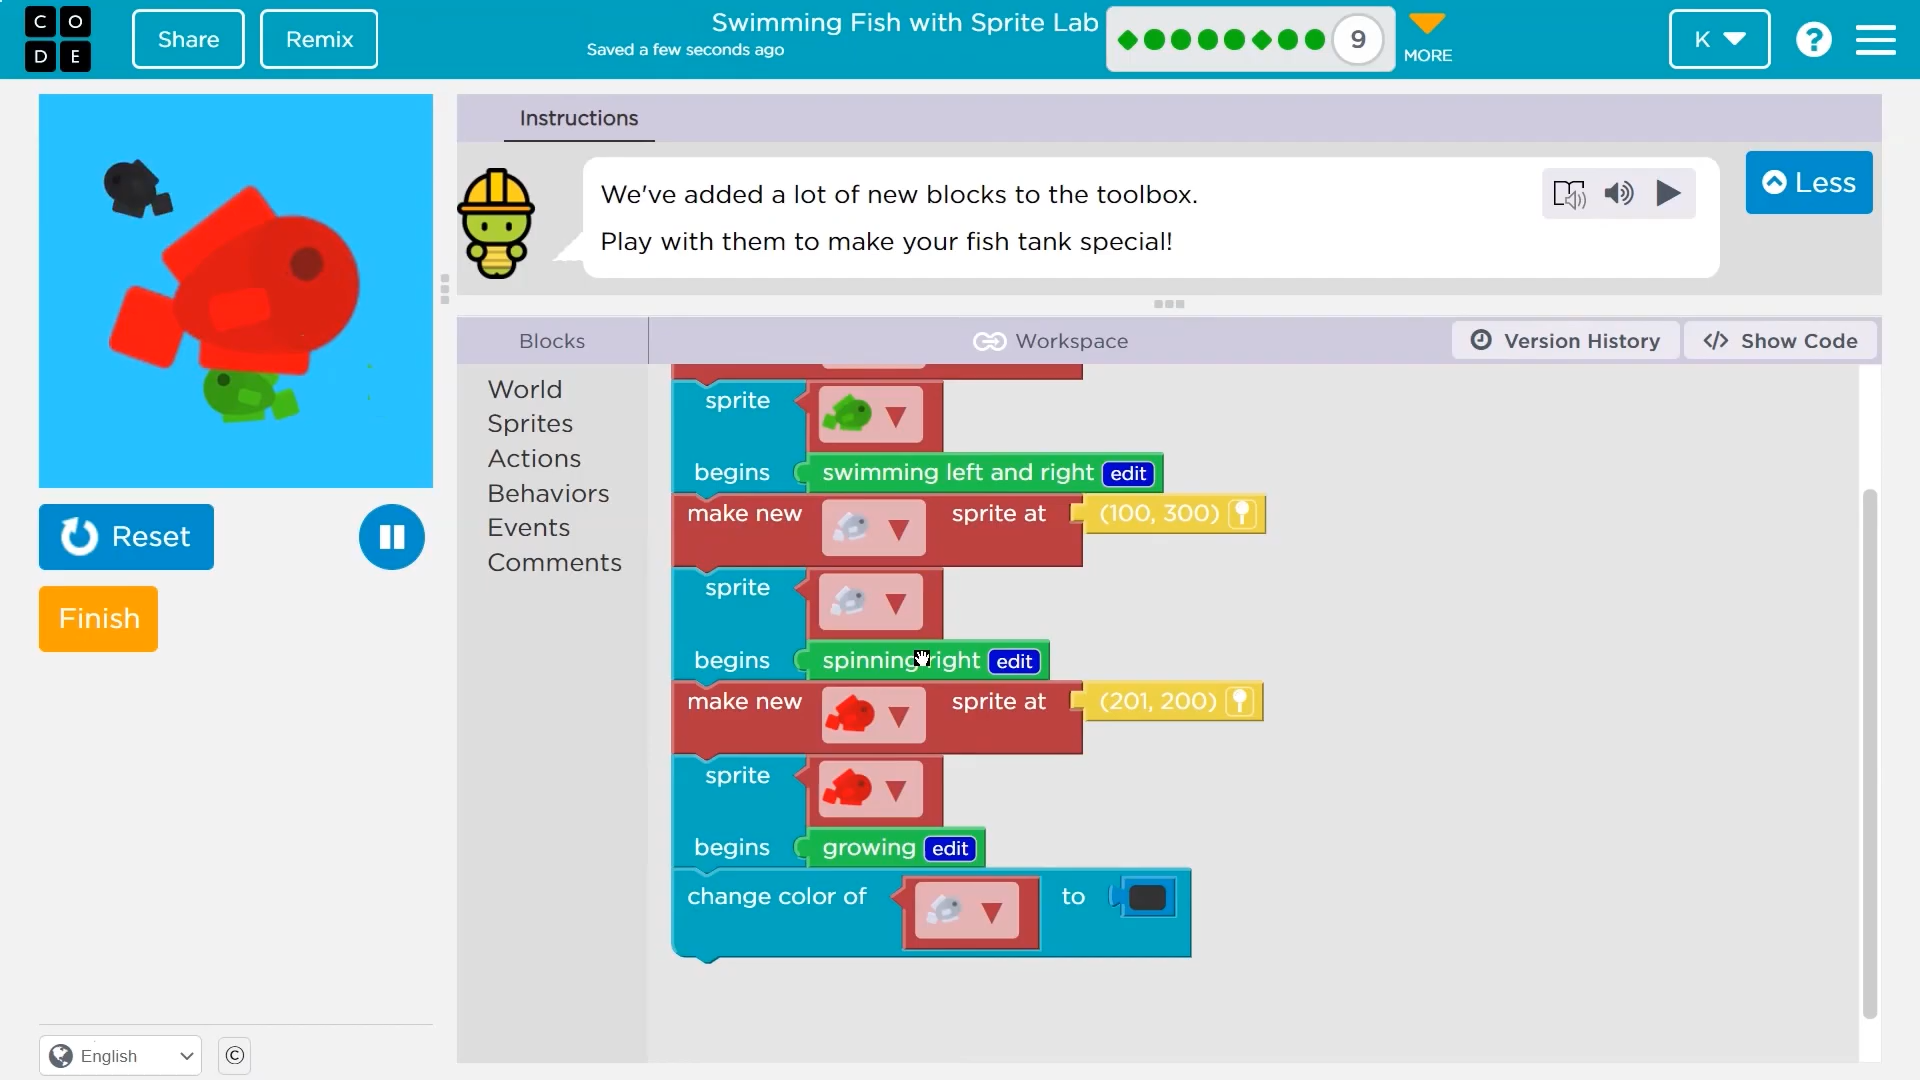 C O
D E
Share
Remix
Swimming Fish with Sprite Lab
Saved a few seconds ago
9
MORE
K
?
Instructions
We've added a lot of new blocks to the toolbox.
Play with them to make your fish tank special!
Less
Blocks
Workspace
Version History
</> Show Code
World
Sprites
Actions
Behaviors
Events
Comments
sprite
begins swimming left and right edit
make new sprite at (100, 300)
sprite
begins spinning right edit
make new sprite at (201, 200)
sprite
begins growing edit
change color of to
Reset
Finish
English
©